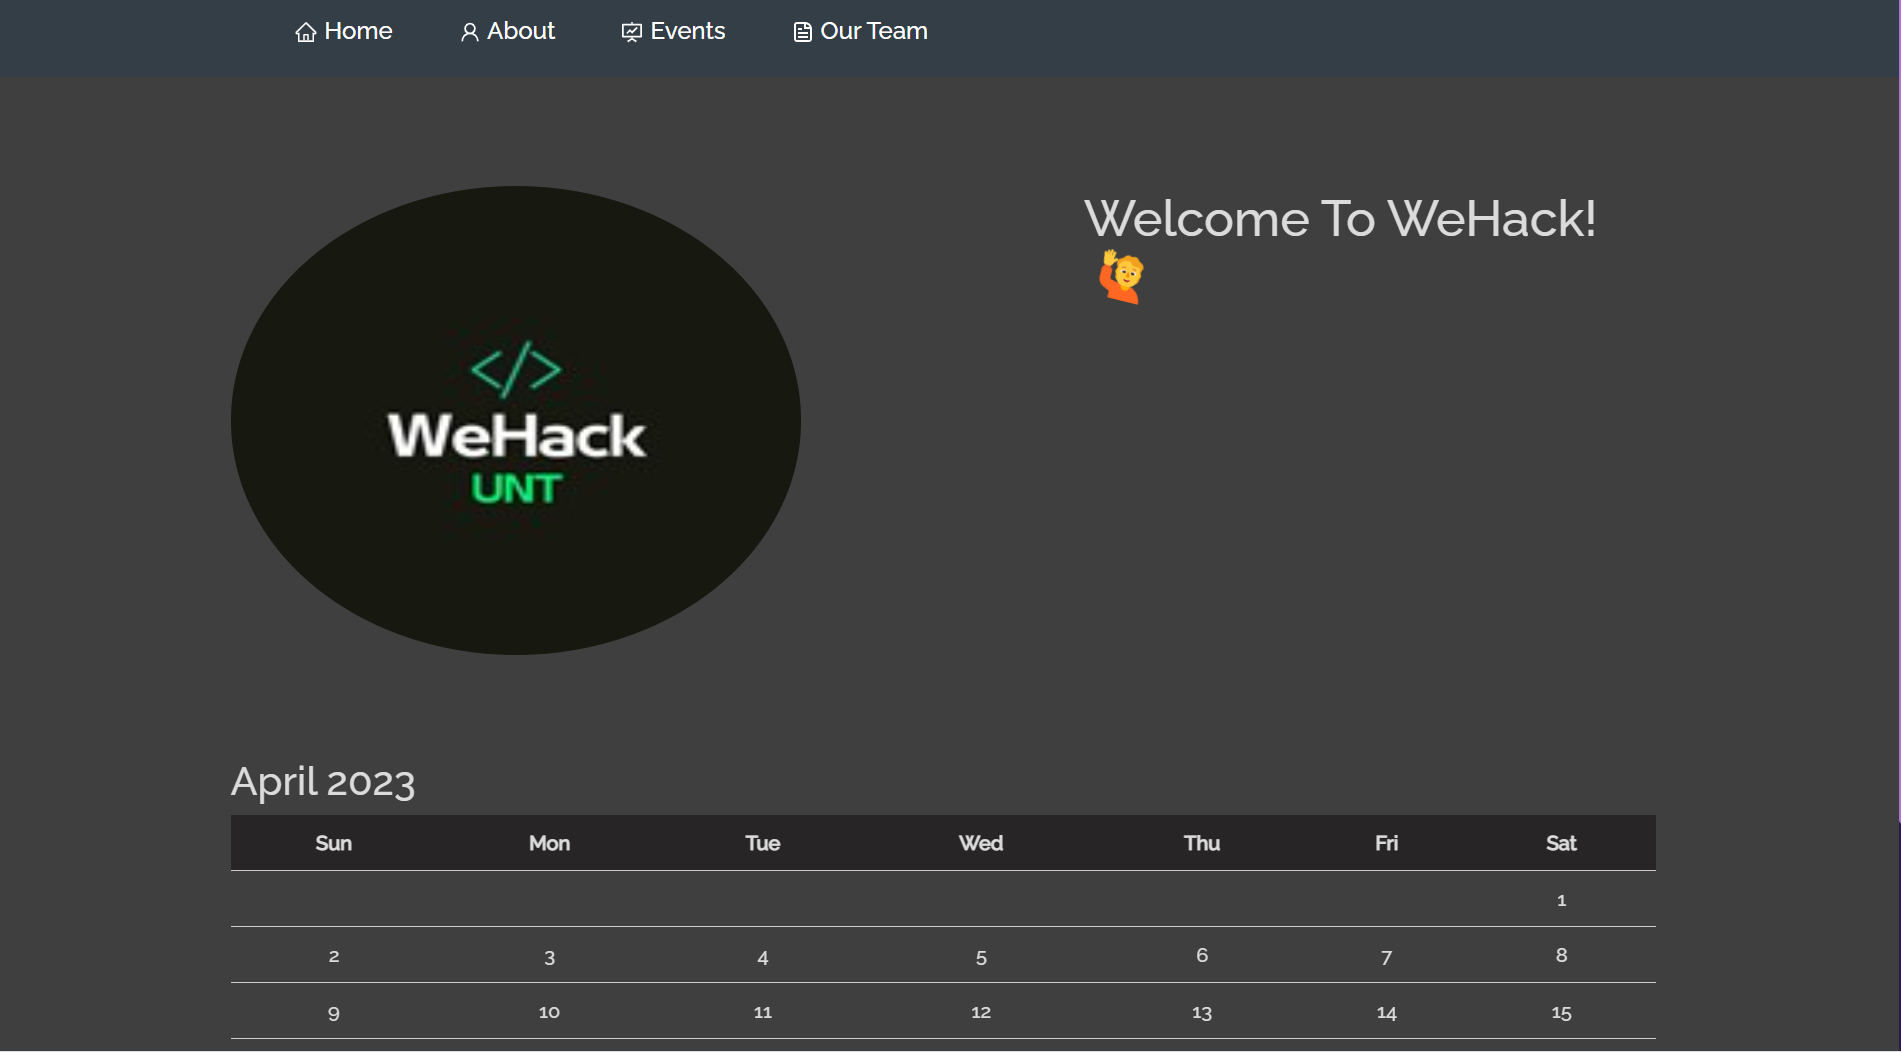 Home About Events Our Team
Welcome To WeHack!
</>
WeHack
UNT
April 2023
Sun Mon Tue Wed Thu Fri Sat
1
2 3 4 5 6 7 8
9 10 11 12 13 14 15